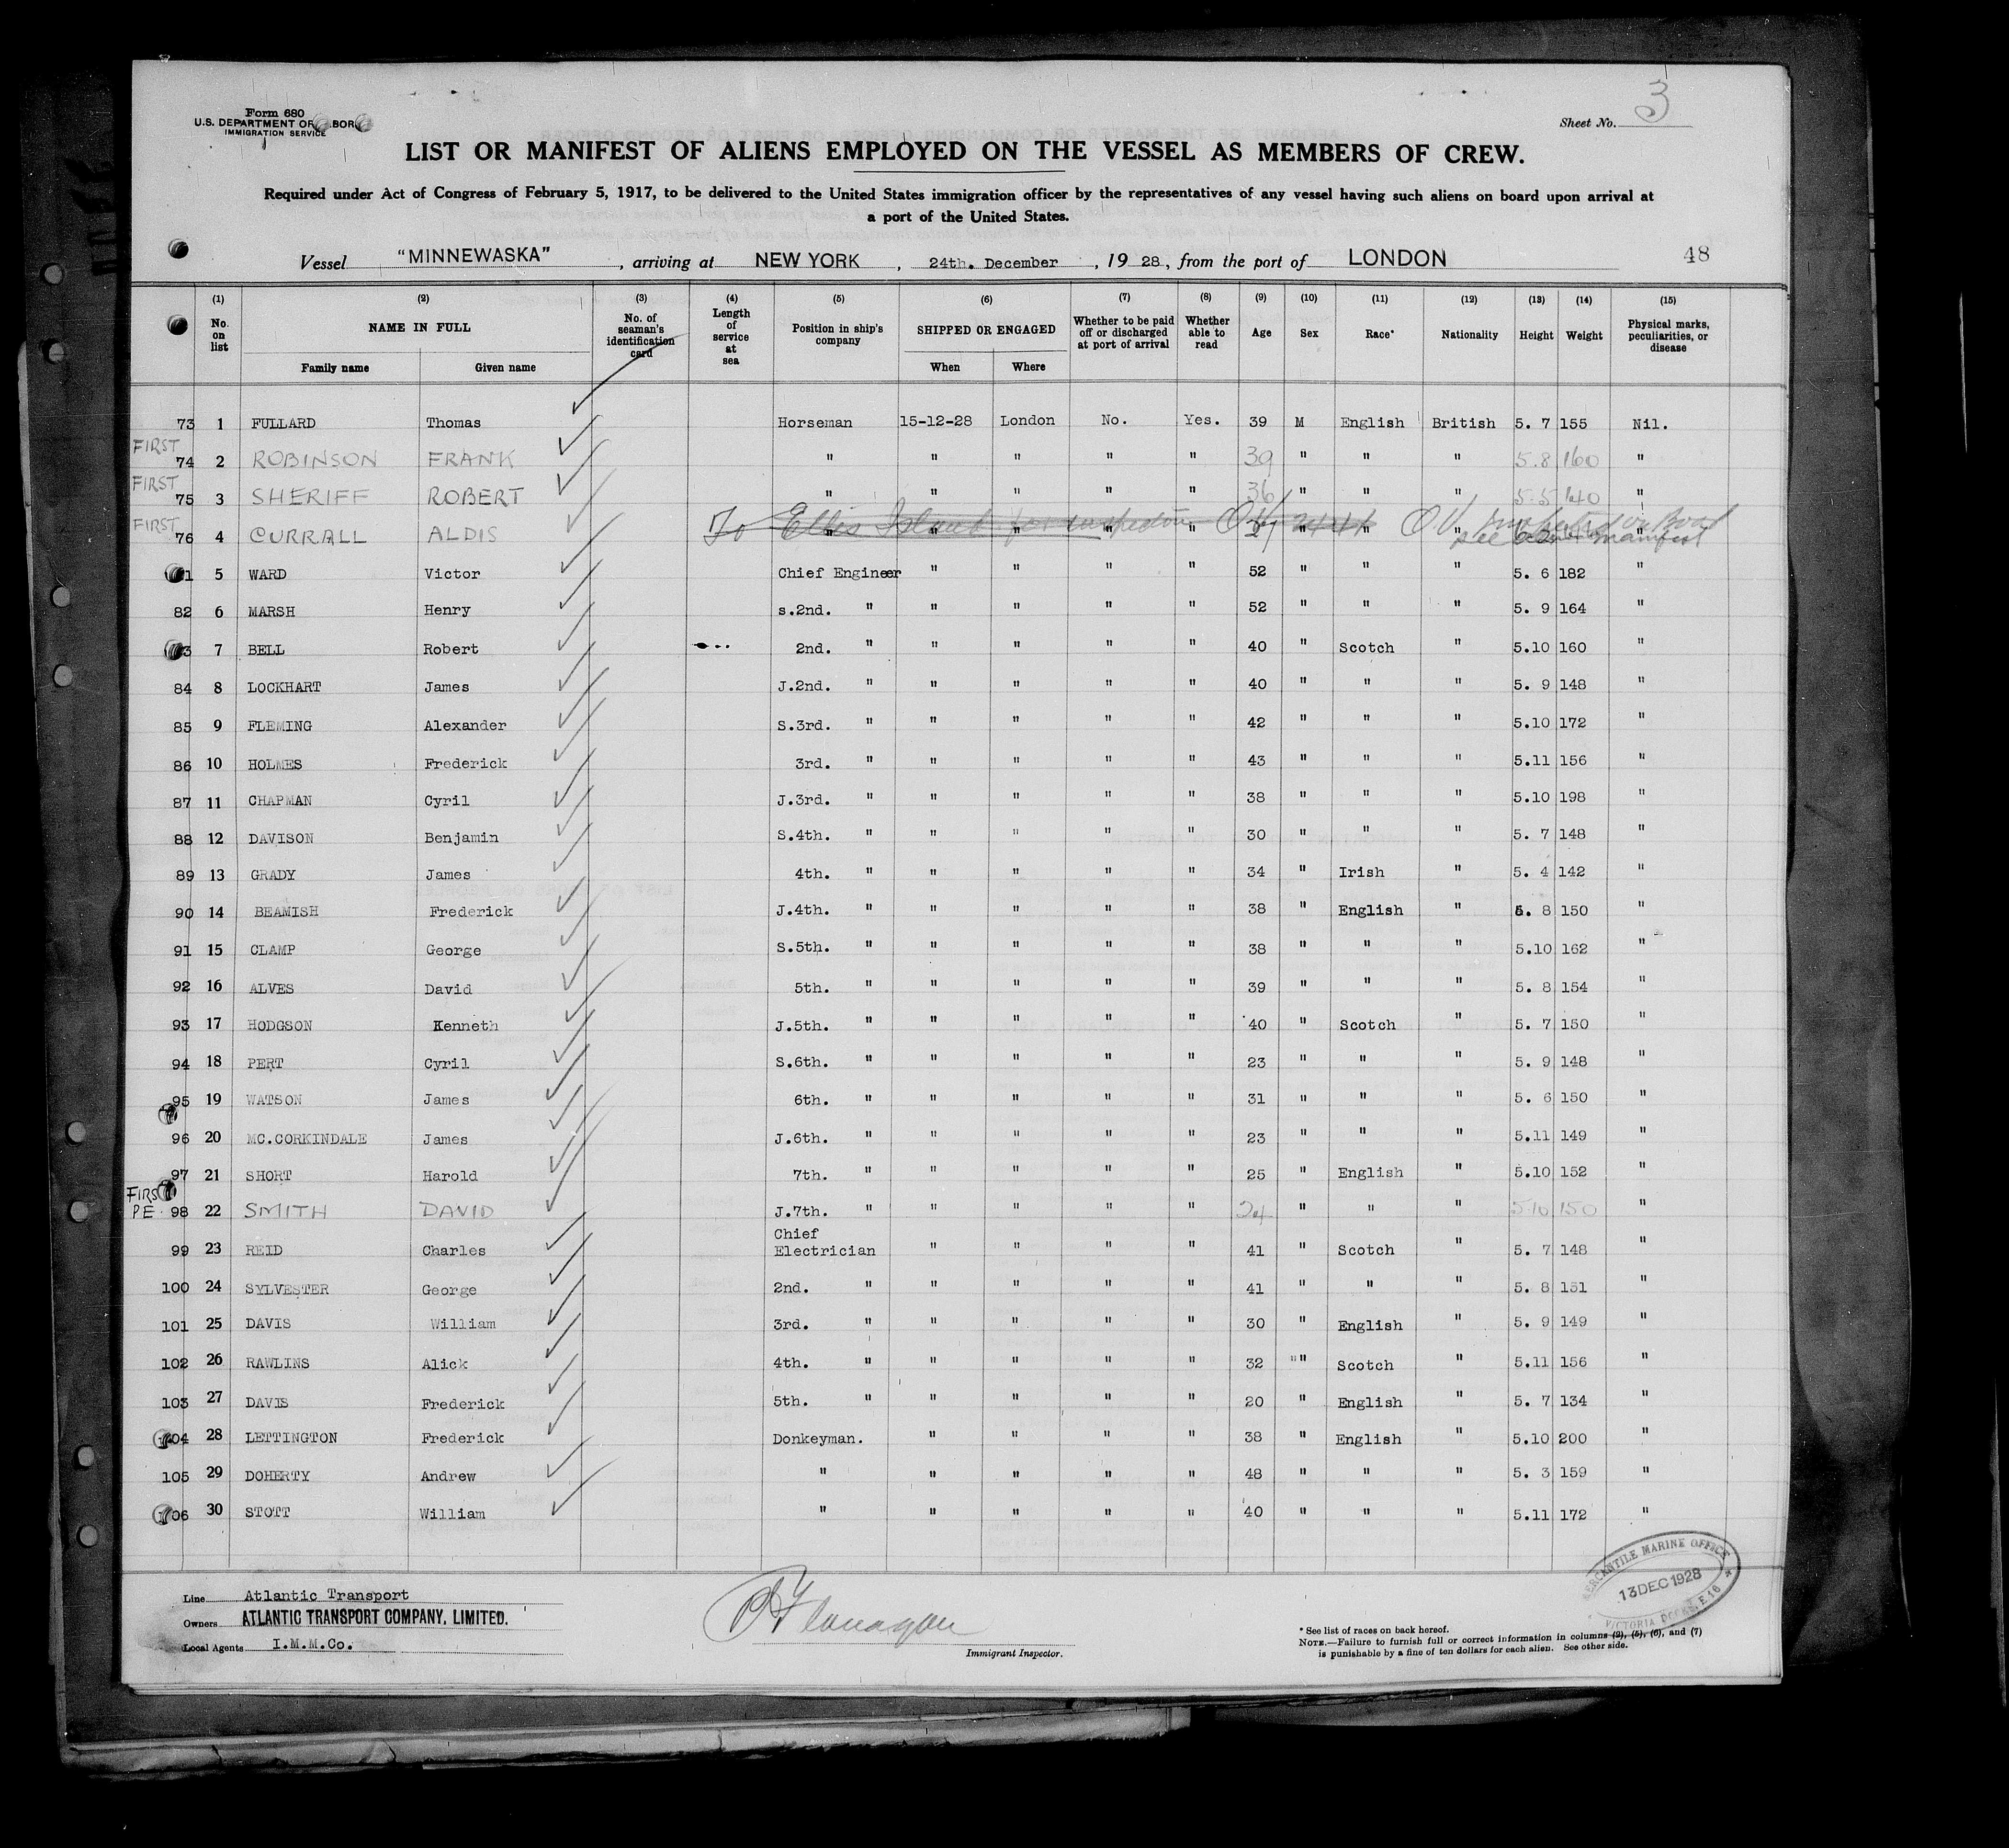 Form 680
U.S. DEPARTMENT OF LABOR
IMMIGRATION SERVICE
Sheet No. 3
LIST OR MANIFEST OF ALIENS EMPLOYED ON THE VESSEL AS MEMBERS OF CREW.
Required under Act of Congress of February 5, 1917, to be delivered to the United States immigration officer by the representatives of any vessel having such aliens on board upon arrival at
a port of the United States.
Vessel "MINNEWASKA", arriving at NEW YORK, 24th. December, 19 28, from the port of LONDON 48
(1) (2) (3) (4) (5) (6) (7) (8) (9) (10) (11) (12) (13) (14) (15)
No. on list NAME IN FULL Family name Given name No. of seaman's identification card Length of service at sea Position in ship's company SHIPPED OR ENGAGED When Where Whether to be paid off or discharged at port of arrival Whether able to read Age Sex Race* Nationality Height Weight Physical marks, peculiarities, or disease
73 1 FULLARD Thomas Horseman 15-12-28 London No. Yes. 39 M English British 5. 7 155 Nil.
FIRST 74 2 ROBINSON FRANK " " " " " 39 " " " 5.8 160 "
FIRST 75 3 SHERIFF ROBERT " " " " " 36 " " " 5.5 140 "
FIRST 76 4 CURRALL ALDIS To Ellis Island for inspection " " " " " " " " see manifest "
5 WARD Victor Chief Engineer " " " " 52 " " " 5. 6 182 "
82 6 MARSH Henry s.2nd. " " " " " 52 " " " 5. 9 164 "
7 BELL Robert 2nd. " " " " " 40 " Scotch " 5.10 160 "
84 8 LOCKHART James J.2nd. " " " " " 40 " " " 5. 9 148 "
85 9 FLEMING Alexander S.3rd. " " " " " 42 " " " 5.10 172 "
86 10 HOLMES Frederick 3rd. " " " " " 43 " " " 5.11 156 "
87 11 CHAPMAN Cyril J.3rd. " " " " " 38 " " " 5.10 198 "
88 12 DAVISON Benjamin S.4th. " " " " " 30 " " " 5. 7 148 "
89 13 GRADY James 4th. " " " " " 34 " Irish " 5. 4 142 "
90 14 BEAMISH Frederick J.4th. " " " " " 38 " English " 5. 8 150 "
91 15 CLAMP George S.5th. " " " " " 38 " " " 5.10 162 "
92 16 ALVES David 5th. " " " " " 39 " " " 5. 8 154 "
93 17 HODGSON Kenneth J.5th. " " " " " 40 " Scotch " 5. 7 150 "
94 18 PERT Cyril S.6th. " " " " " 23 " " " 5. 9 148 "
95 19 WATSON James 6th. " " " " " 31 " " " 5. 6 150 "
96 20 MC.CORKINDALE James J.6th. " " " " " 23 " " " 5.11 149 "
97 21 SHORT Harold 7th. " " " " " 25 " English " 5.10 152 "
FIRST PE. 98 22 SMITH DAVID J.7th. " " " " " 24 " " " 5.10 150 "
99 23 REID Charles Chief Electrician " " " " 41 " Scotch " 5. 7 148 "
100 24 SYLVESTER George 2nd. " " " " " 41 " " " 5. 8 151 "
101 25 DAVIS William 3rd. " " " " " 30 " English " 5. 9 149 "
102 26 RAWLINS Alick 4th. " " " " " 32 "" Scotch " 5.11 156 "
103 27 DAVIS Frederick 5th. " " " " " 20 " English " 5. 7 134 "
104 28 LETTINGTON Frederick Donkeyman. " " " " 38 " English " 5.10 200 "
105 29 DOHERTY Andrew " " " " " 48 " " " 5. 3 159 "
106 30 STOTT William " " " " " 40 " " " 5.11 172 "
Line Atlantic Transport
Owners ATLANTIC TRANSPORT COMPANY, LIMITED.
Local Agents I.M.M.Co.
Flanagan
Immigrant Inspector.
MERCANTILE MARINE OFFICE
13 DEC 1928
VICTORIA DOCKS, E.16
* See list of races on back hereof.
NOTE.—Failure to furnish full or correct information in columns (2), (5), (6), and (7)
is punishable by a fine of ten dollars for each alien. See other side.